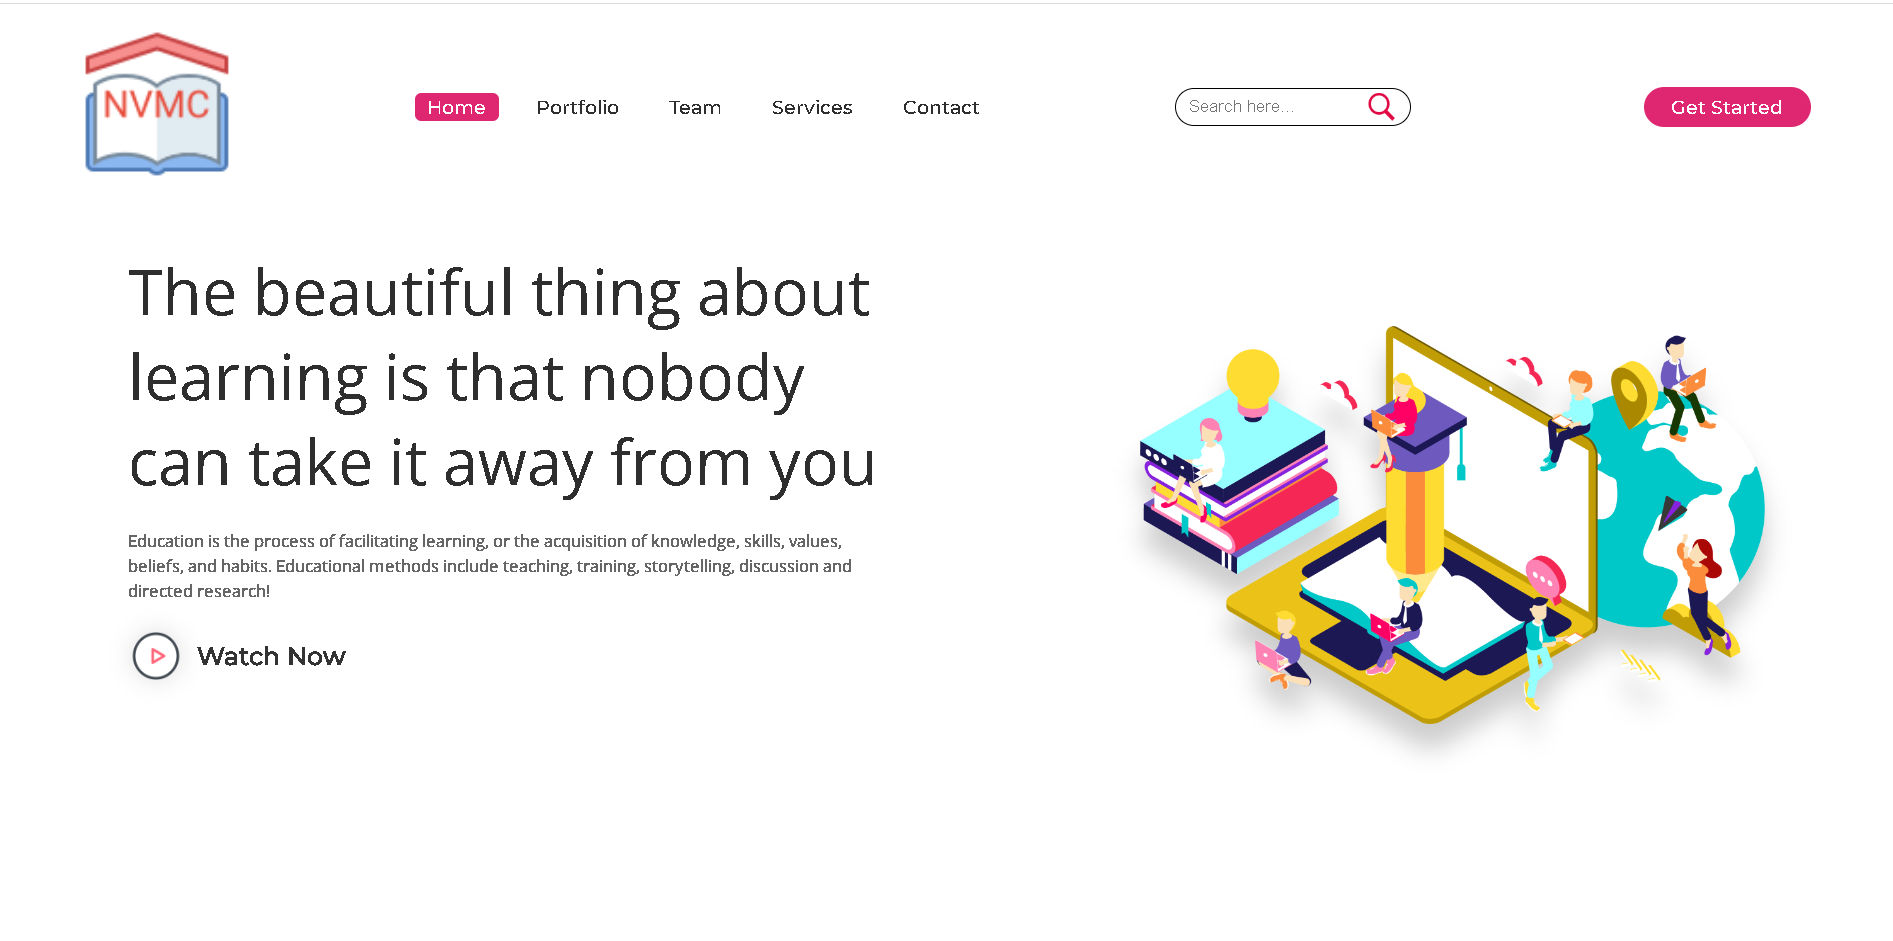 NVMC
Home Portfolio Team Services Contact
Search here...
Get Started
The beautiful thing about
learning is that nobody
can take it away from you
Education is the process of facilitating learning, or the acquisition of knowledge, skills, values,
beliefs, and habits. Educational methods include teaching, training, storytelling, discussion and
directed research!
Watch Now